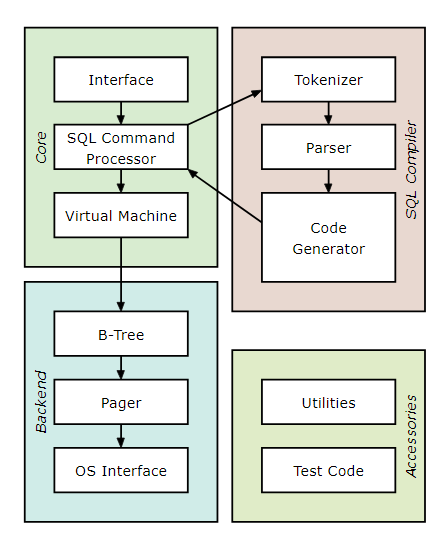 Core
Interface
SQL Command
Processor
Virtual Machine
SQL Compiler
Tokenizer
Parser
Code
Generator
Backend
B-Tree
Pager
OS Interface
Accessories
Utilities
Test Code